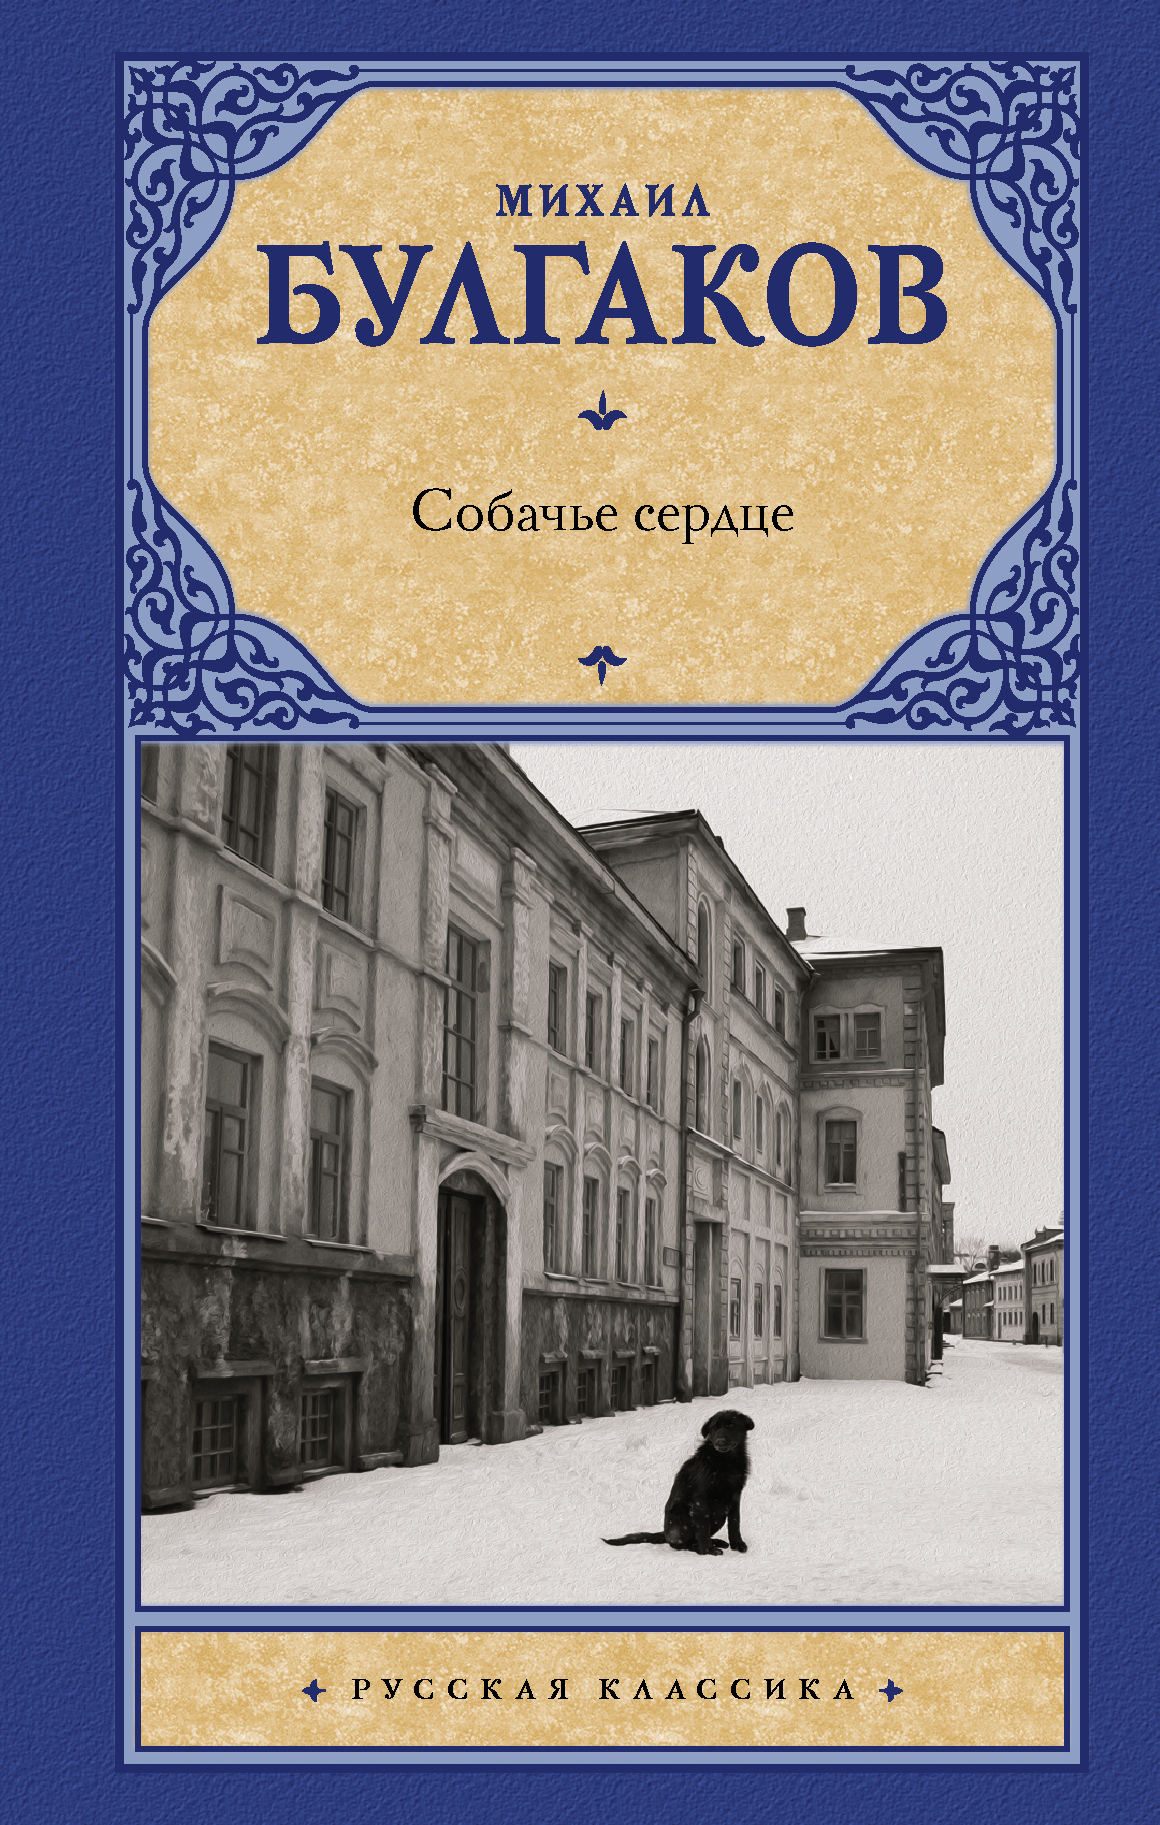 МИХАИЛ
БУЛГАКОВ
Собачье сердце
РУССКАЯ КЛАССИКА